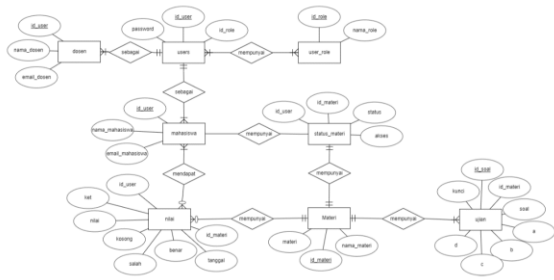 id_user
id_user
id_role
password
id_role
nama_dosen
dosen
sebagai
users
mempunyai
user_role
name_role
email_dosen
sebagai
id_user
id_user
id_materi
status
nama_mahasiswa
mahasiswa
mempunyai
status_materi
akses
email_mahasiswa
mendapat
mempunyai
id_soal
id_user
kunci
id_materi
ket
soal
nilai
nilai
mempunyai
Materi
mempunyai
ujian
a
kosong
id_materi
materi
nama_materi
d
b
salah
benar
tanggal
id_materi
c